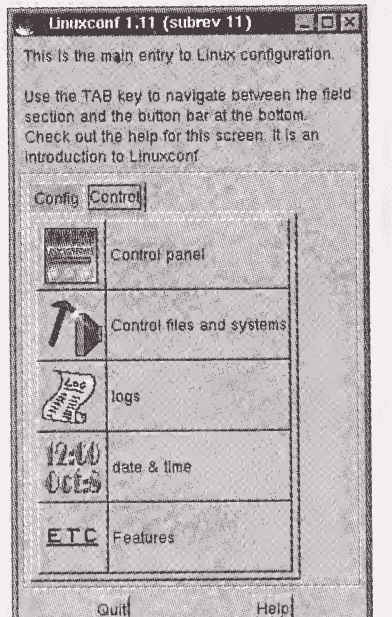 Linuxconf 1.11 (subrev 11)
This is the main entry to Linux configuration.
Use the TAB key to navigate between the field
section and the button bar at the bottom.
Check out the help for this screen. It is an
introduction to Linuxconf
Config Control
Control panel
Control files and systems
LOG
logs
12:00
Oct:8
date & time
ETC
Features
Quit Help